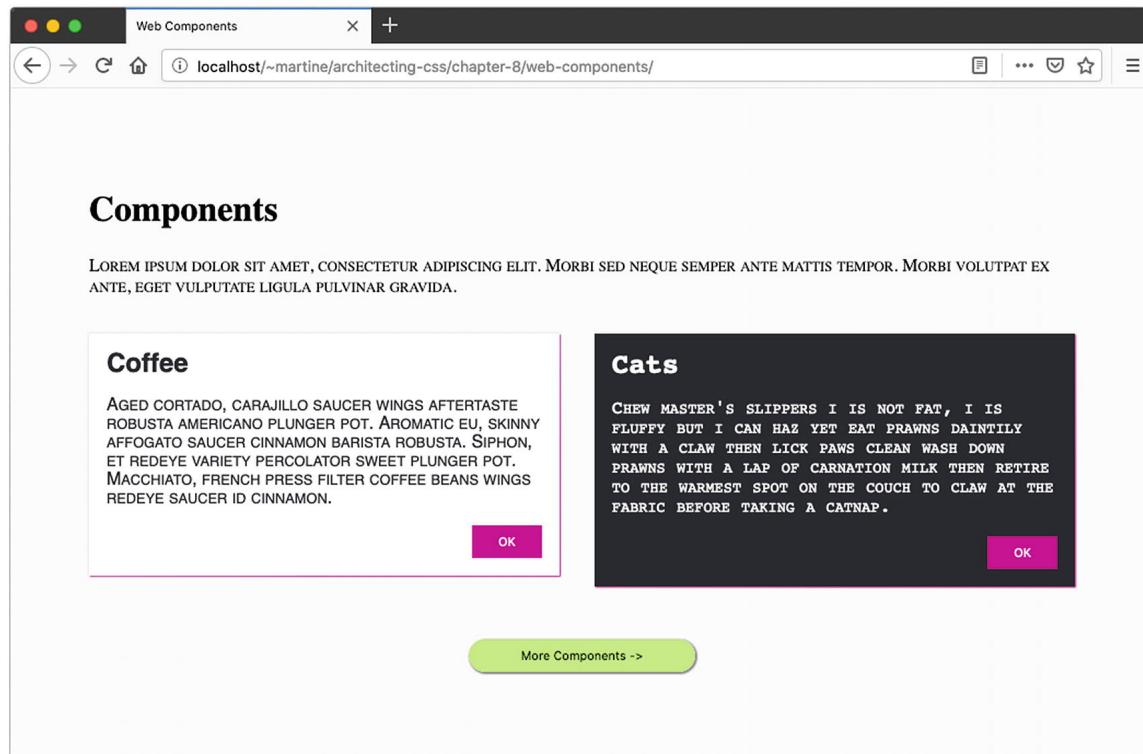 Web Components
localhost/~martine/architecting-css/chapter-8/web-components/
Components
Lorem ipsum dolor sit amet, consectetur adipiscing elit. Morbi sed neque semper ante mattis tempor. Morbi volutpat ex
ante, eget vulputate ligula pulvinar gravida.
Coffee
Aged cortado, carajillo saucer wings aftertaste
robusta americano plunger pot. Aromatic eu, skinny
affogato saucer cinnamon barista robusta. Siphon,
et redeye variety percolator sweet plunger pot.
Macchiato, french press filter coffee beans wings
redeye saucer id cinnamon.
OK
Cats
Chew master's slippers i is not fat, i is
fluffy but i can haz yet eat prawns daintily
with a claw then lick paws clean wash down
prawns with a lap of carnation milk then retire
to the warmest spot on the couch to claw at the
fabric before taking a catnap.
OK
More Components ->